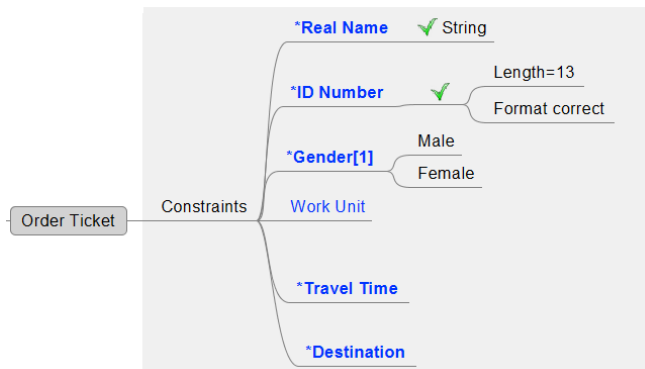 *Real Name
String
*ID Number
Length=13
Format correct
*Gender[1]
Male
Female
Order Ticket
Constraints
Work Unit
*Travel Time
*Destination